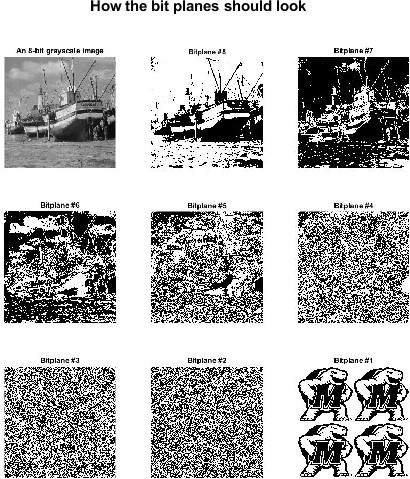 How the bit planes should look
An 8-bit grayscale image
Bitplane #8
Bitplane #7
Bitplane #6
Bitplane #5
Bitplane #4
Bitplane #3
Bitplane #2
Bitplane #1
M M
M M